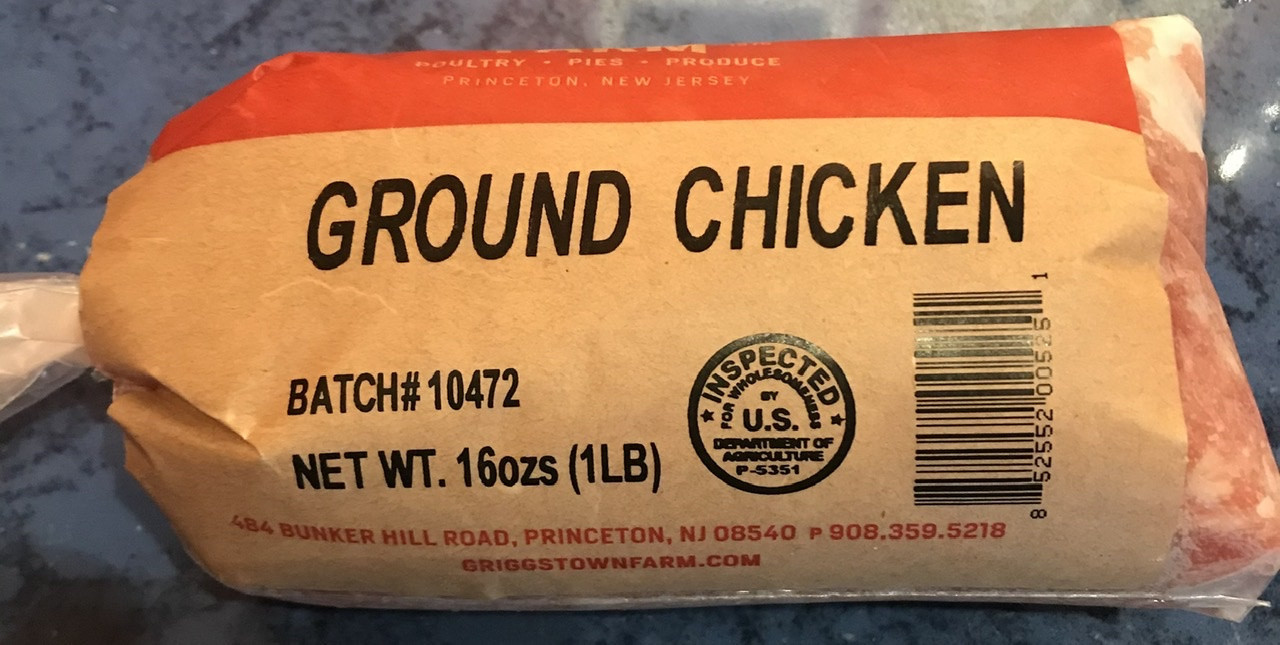 FARM
POULTRY • PIES • PRODUCE
PRINCETON, NEW JERSEY
GROUND CHICKEN
BATCH# 10472
NET WT. 16ozs (1LB)
INSPECTED
FOR WHOLESOMENESS
BY
U.S.
DEPARTMENT OF
AGRICULTURE
P-5351
8 52552 00525 1
484 BUNKER HILL ROAD, PRINCETON, NJ 08540 P 908.359.5218
GRIGGSTOWNFARM.COM